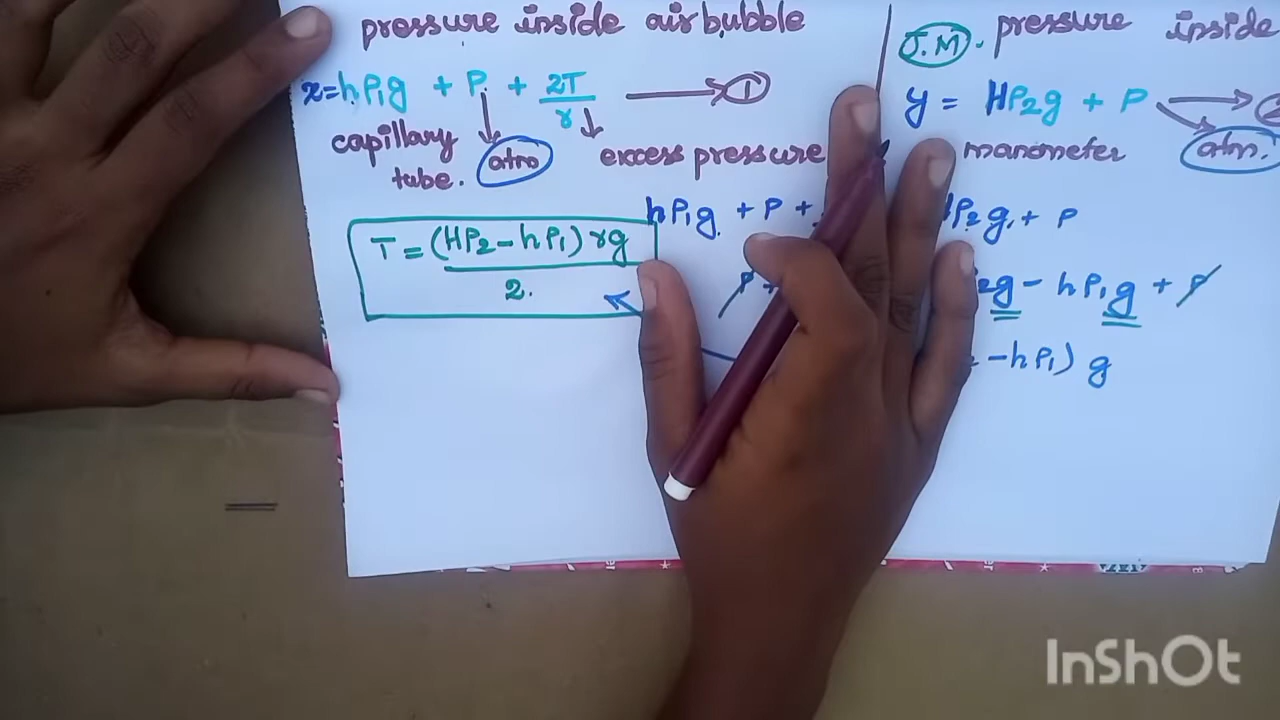 pressure inside air bubble
x = hρ₁g + P + 2T/r → ①
capillary tube.
atm
excess pressure
T = (Hρ₂ - hρ₁) rg / 2.
J.M. pressure inside
y = Hρ₂g + P
manometer
atm.
hρ₁g + P +
ρ₂g + P
g - hρ₁g + P
- hρ₁) g
InShOt